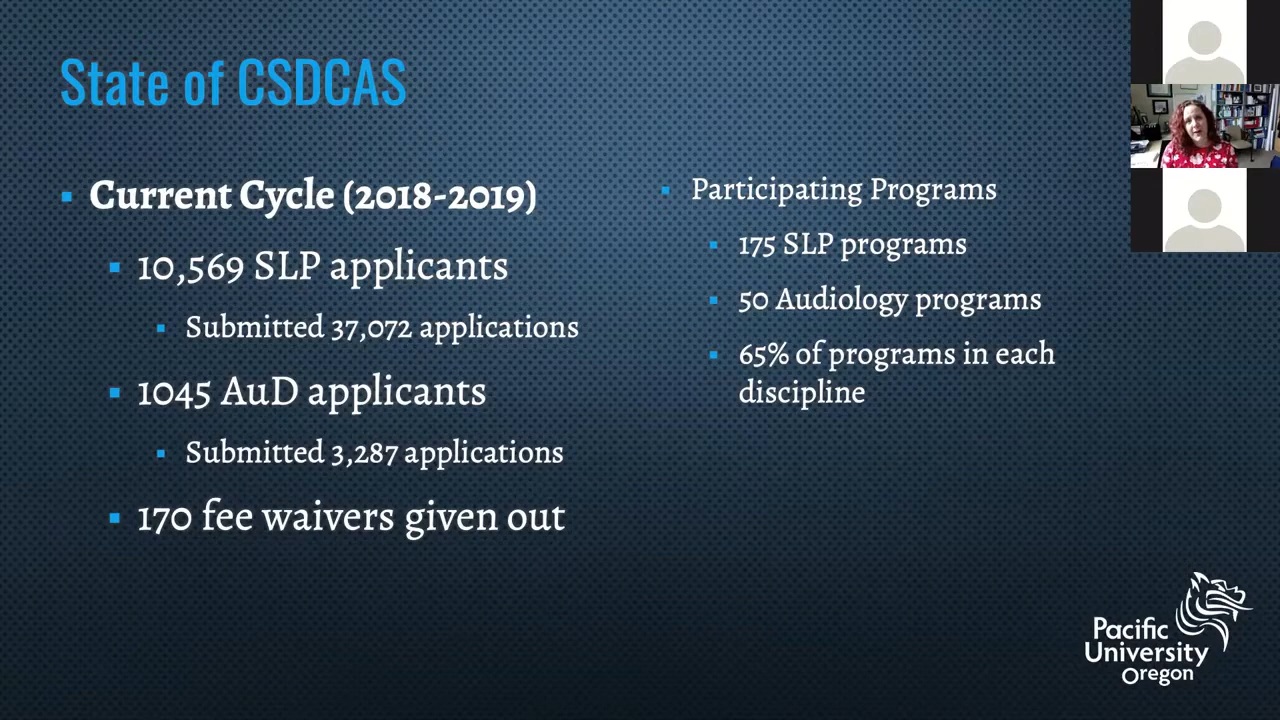 State of CSDCAS
Current Cycle (2018-2019)
10,569 SLP applicants
Submitted 37,072 applications
1045 AuD applicants
Submitted 3,287 applications
170 fee waivers given out
Participating Programs
175 SLP programs
50 Audiology programs
65% of programs in each
discipline
Pacific
University
Oregon